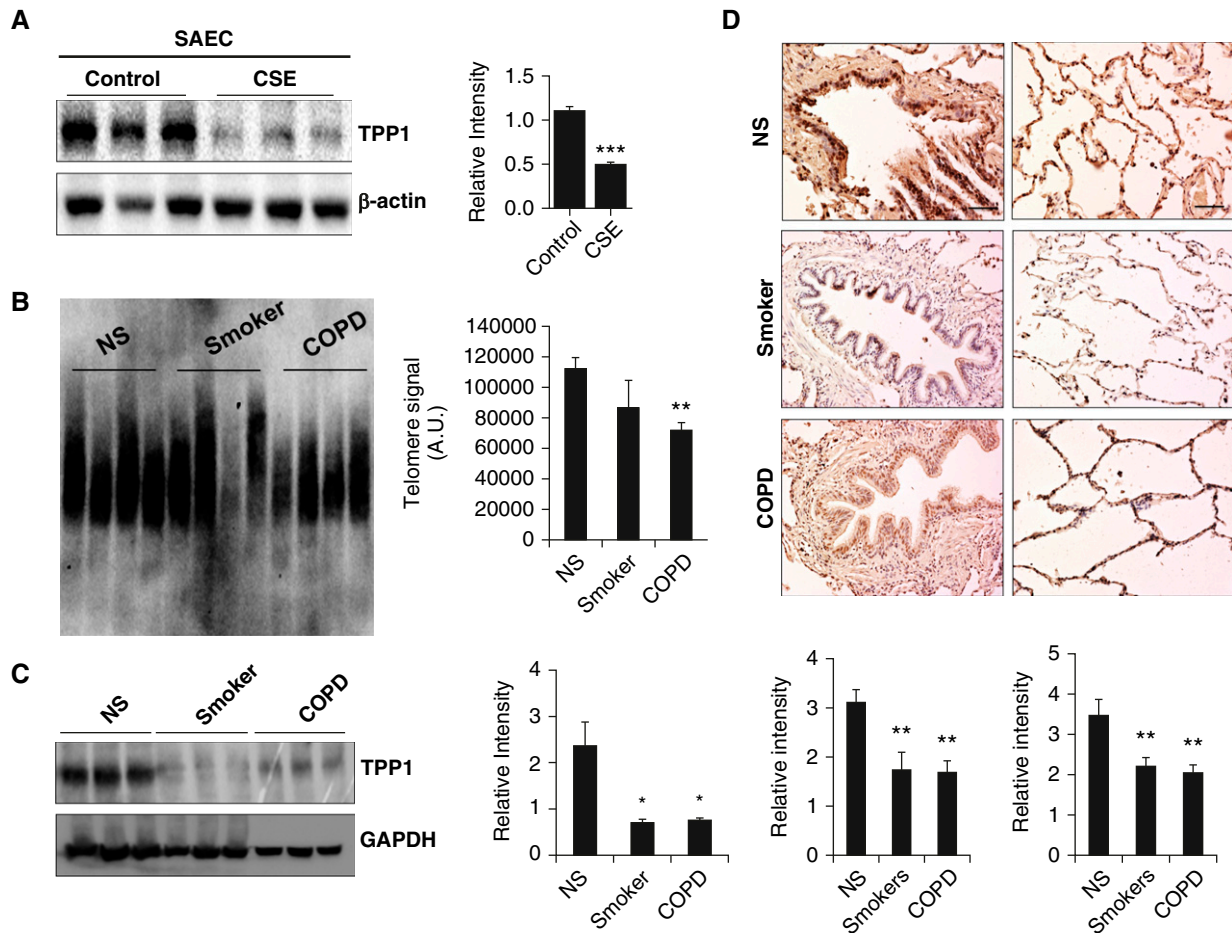 A
SAEC
Control CSE
TPP1
β-actin
Relative Intensity
1.5
1.0
0.5
0.0
***
Control
CSE
B
NS
Smoker
COPD
Telomere signal
(A.U.)
140000
120000
100000
80000
60000
40000
20000
0
**
NS
Smoker
COPD
C
NS
Smoker
COPD
TPP1
GAPDH
Relative Intensity
4
3
2
1
0
*
*
NS
Smoker
COPD
D
NS
Smoker
COPD
Relative intensity
4
3
2
1
0
**
**
NS
Smokers
COPD
Relative intensity
5
4
3
2
1
0
**
**
NS
Smokers
COPD